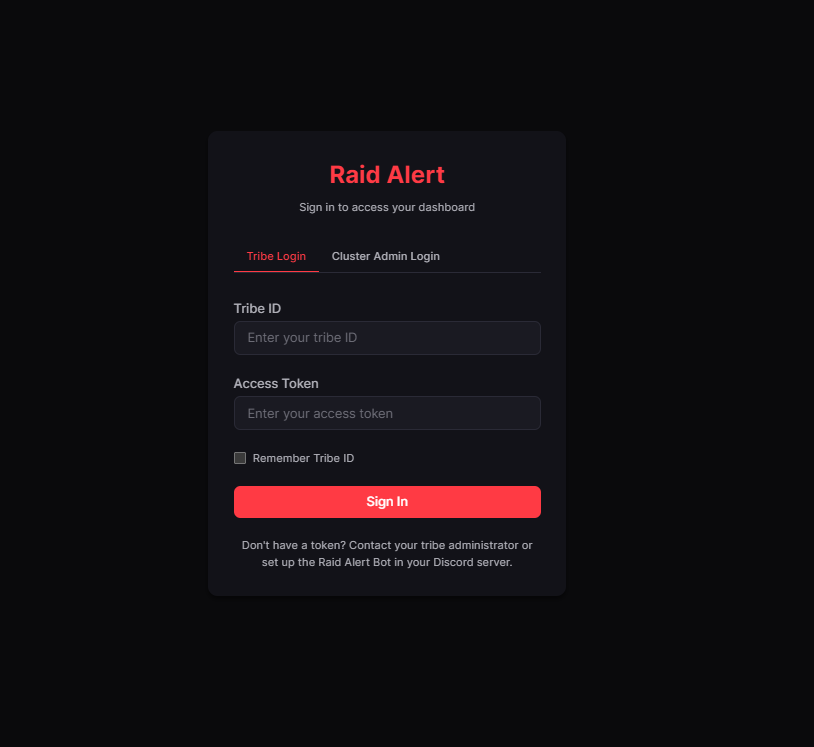 Raid Alert
Sign in to access your dashboard
Tribe Login
Cluster Admin Login
Tribe ID
Enter your tribe ID
Access Token
Enter your access token
Remember Tribe ID
Sign In
Don't have a token? Contact your tribe administrator or
set up the Raid Alert Bot in your Discord server.